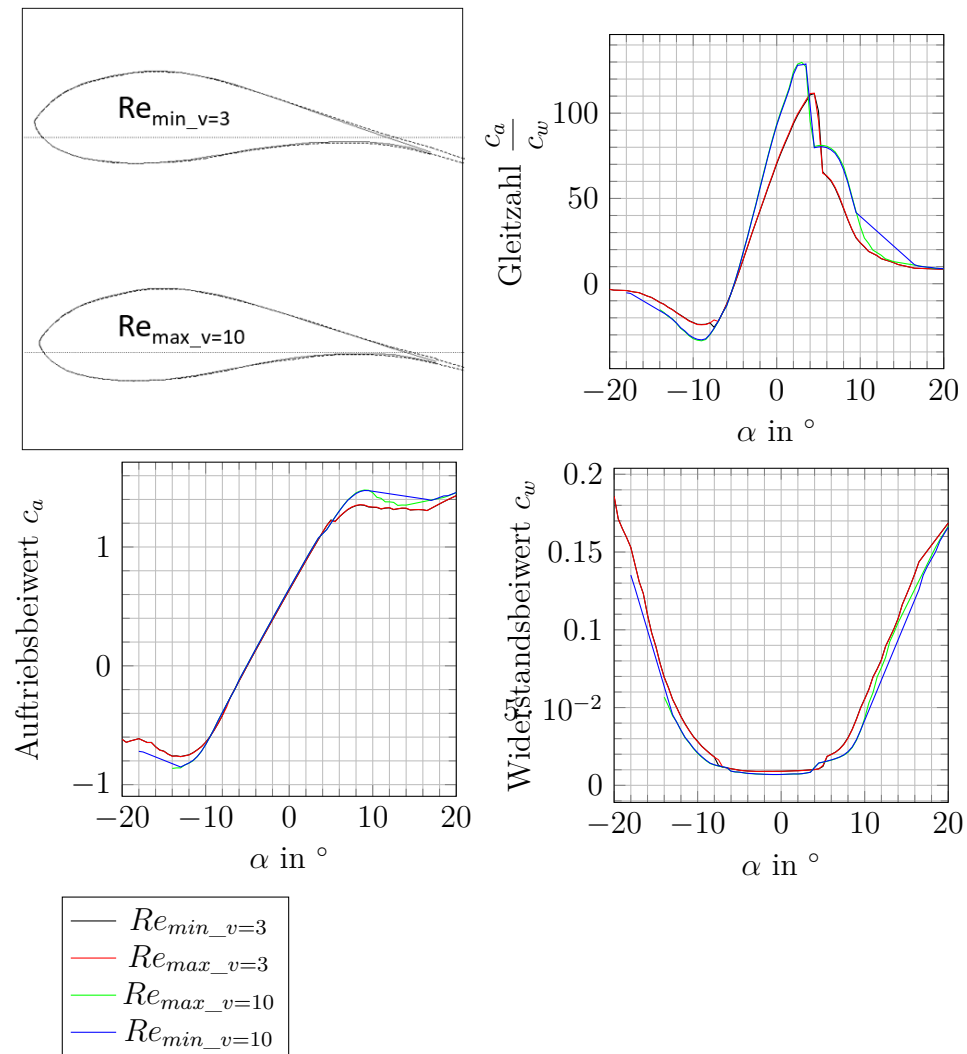 Re_min_v=3
Re_max_v=10
Gleitzahl c_a/c_w
100
50
0
−20 −10 0 10 20
α in °
Auftriebsbeiwert c_a
1
0
−1
−20 −10 0 10 20
α in °
Widerstandsbeiwert c_w
0.2
0.15
0.1
5 10^−2
0
−20 −10 0 10 20
α in °
Re_min_v=3
Re_max_v=3
Re_max_v=10
Re_min_v=10